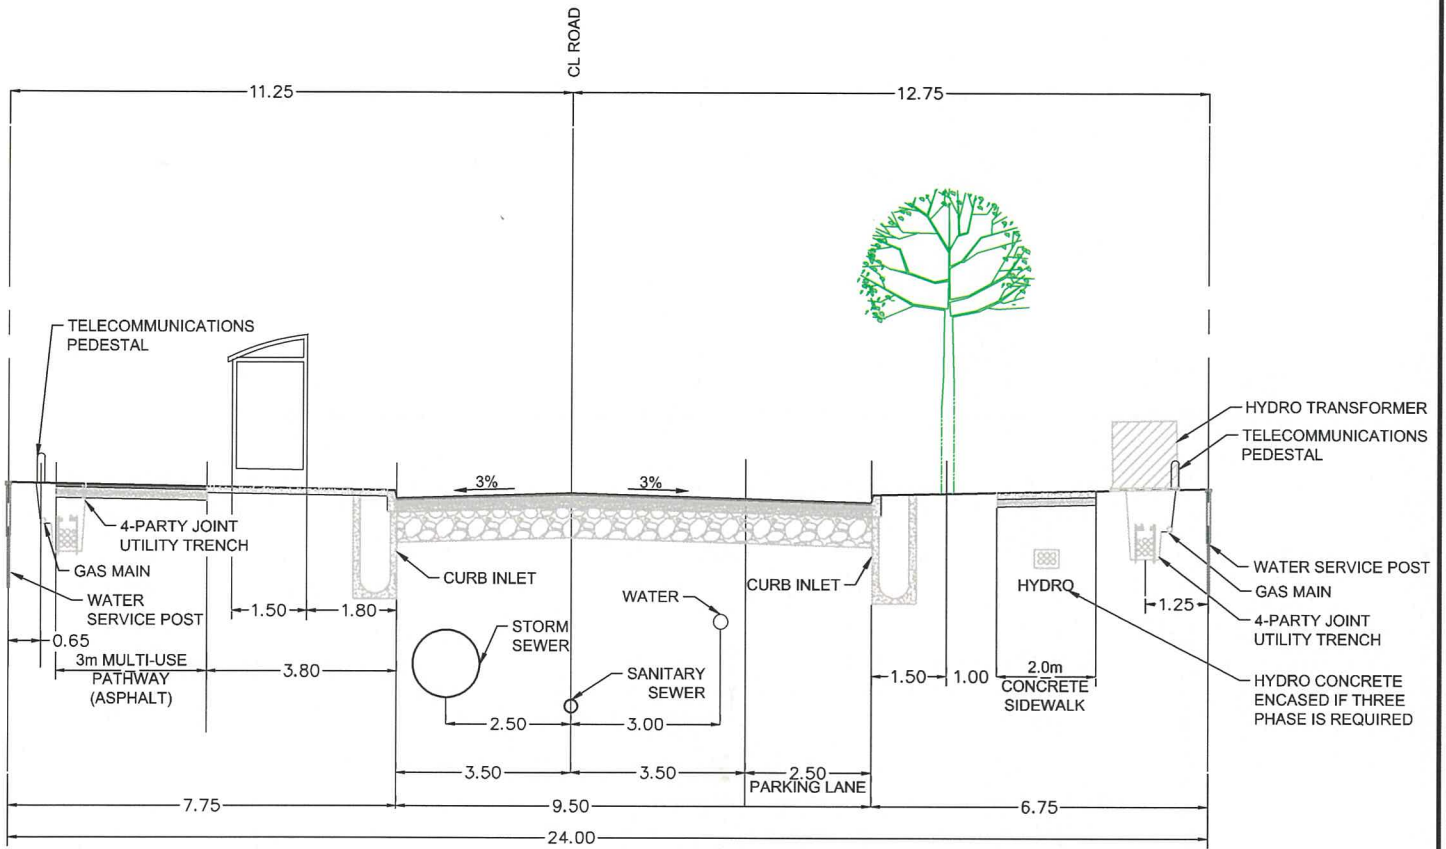 CL ROAD
11.25
12.75
TELECOMMUNICATIONS
PEDESTAL
HYDRO TRANSFORMER
TELECOMMUNICATIONS
PEDESTAL
3%
3%
4-PARTY JOINT
UTILITY TRENCH
GAS MAIN
WATER
SERVICE POST
CURB INLET
CURB INLET
HYDRO
WATER SERVICE POST
GAS MAIN
4-PARTY JOINT
UTILITY TRENCH
HYDRO CONCRETE
ENCASED IF THREE
PHASE IS REQUIRED
1.50
1.80
WATER
1.25
0.65
STORM
SEWER
3m MULTI-USE
PATHWAY
(ASPHALT)
3.80
SANITARY
SEWER
1.50
1.00
2.0m
CONCRETE
SIDEWALK
2.50
3.00
3.50
3.50
2.50
PARKING LANE
7.75
9.50
6.75
24.00